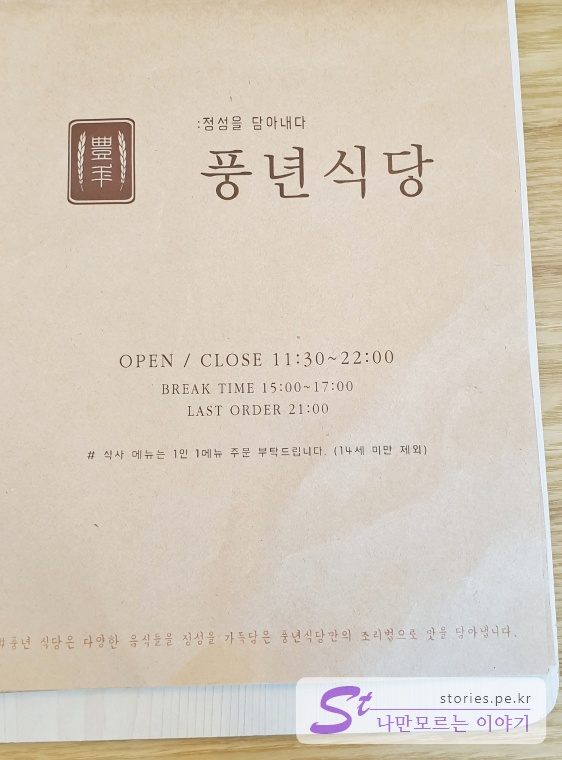 :정성을 담아내다
豊年
풍년식당
OPEN / CLOSE 11:30~22:00
BREAK TIME 15:00~17:00
LAST ORDER 21:00
# 식사 메뉴는 1인 1메뉴 주문 부탁드립니다. (14세 미만 제외)
#풍년 식당은 다양한 음식들을 정성을 가득담은 풍년식당만의 조리법으로 맛을 담아냅니다.
St
stories.pe.kr
나만모르는 이야기